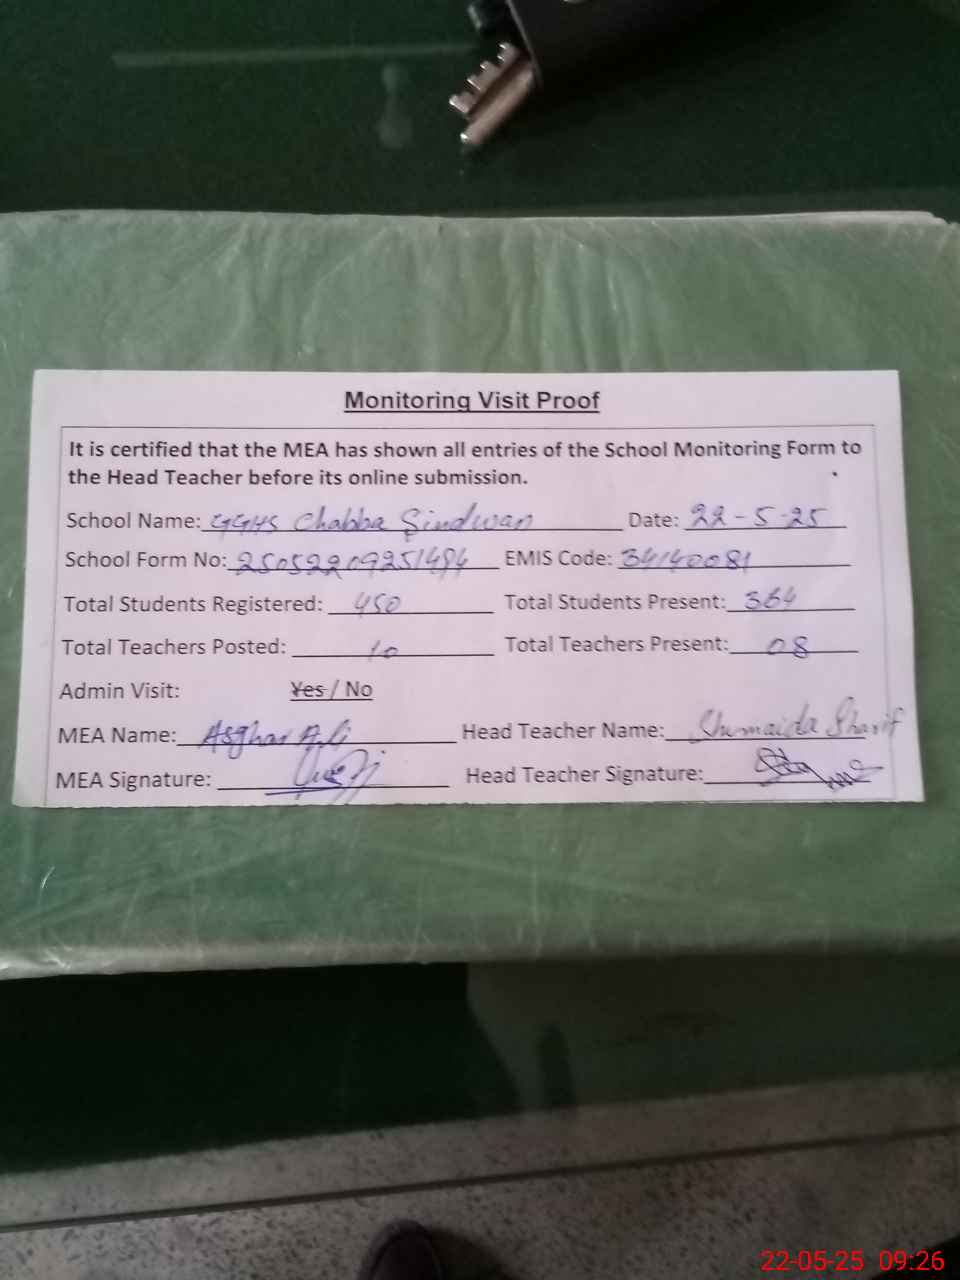 Monitoring Visit Proof
It is certified that the MEA has shown all entries of the School Monitoring Form to
the Head Teacher before its online submission.
School Name: GGHS Chabba Sindwan Date: 22-5-25
School Form No: 25052209251484 EMIS Code: 34140081
Total Students Registered: 450 Total Students Present: 364
Total Teachers Posted: 10 Total Teachers Present: 08
Admin Visit: Yes / No
MEA Name: Asghar Ali Head Teacher Name: Shumaida Sharif
MEA Signature: Head Teacher Signature:
22-05-25 09:26